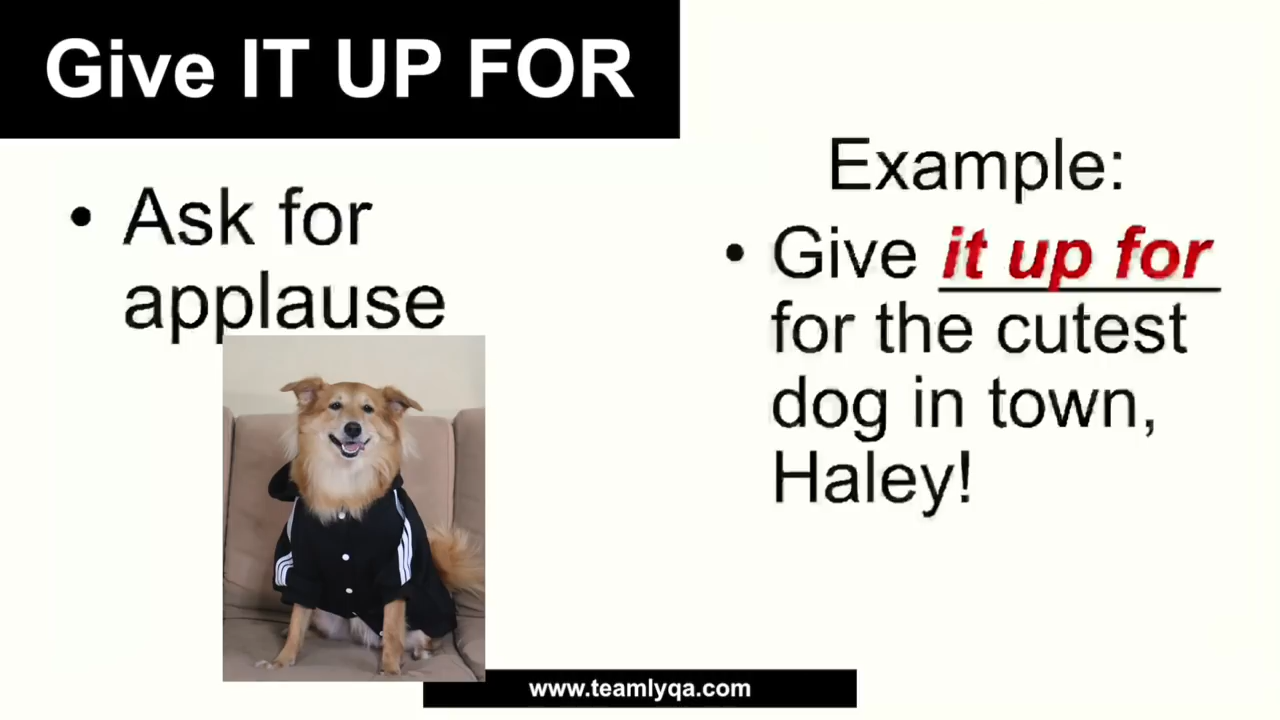 Give IT UP FOR
• Ask for
applause
Example:
• Give it up for
for the cutest
dog in town,
Haley!
www.teamlyqa.com